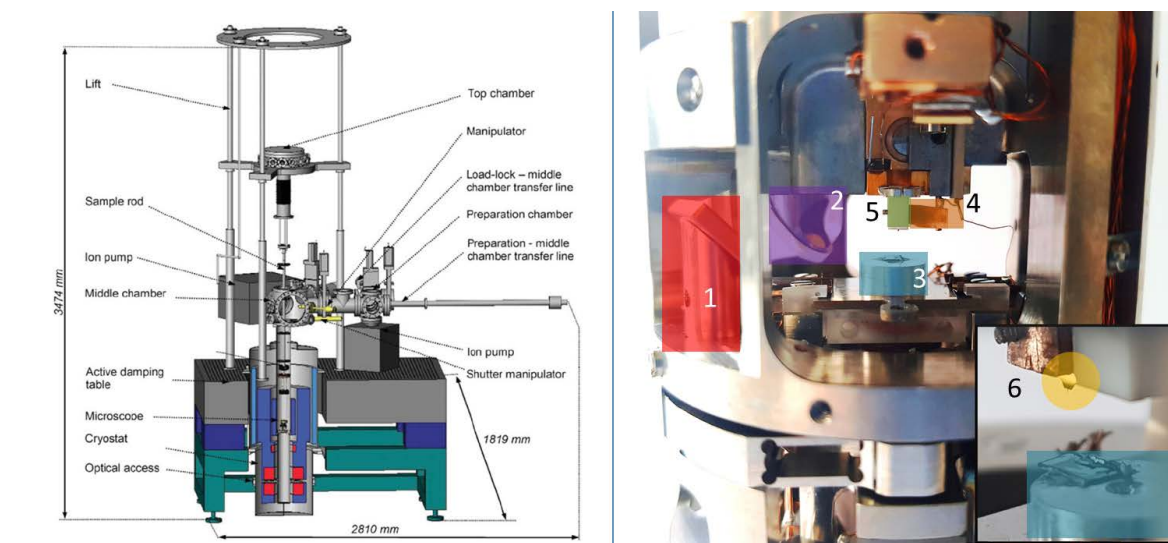 Lift
Top chamber
Manipulator
Load-lock – middle
chamber transfer line
Sample rod
Preparation chamber
Preparation - middle
chamber transfer line
Ion pump
Middle chamber
3474 mm
Ion pump
Shutter manipulator
Active damping
table
Microscope
Cryostat
Optical access
1819 mm
2810 mm
1
2
3
4
5
6